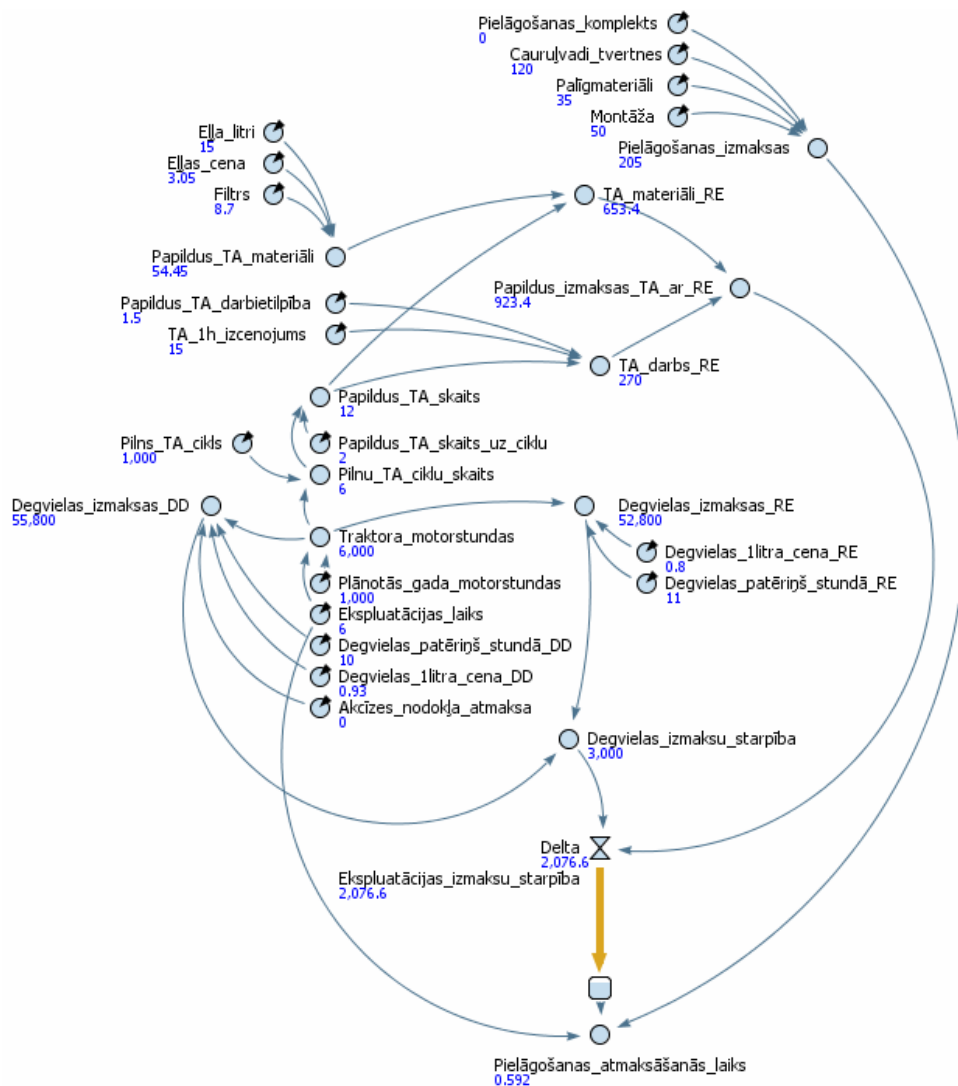 Pielāgošanas_komplekts
0
Cauruļvadi_tvertnes
120
Palīgmateriāli
35
Montāža
50
Pielāgošanas_izmaksas
205
Eļļa_litri
15
Eļļas_cena
3.05
Filtrs
8.7
TA_materiāli_RE
653.4
Papildus_TA_materiāli
54.45
Papildus_izmaksas_TA_ar_RE
923.4
Papildus_TA_darbietilpība
1.5
TA_1h_izcenojums
15
TA_darbs_RE
270
Papildus_TA_skaits
12
Pilns_TA_cikls
1,000
Papildus_TA_skaits_uz_ciklu
2
Pilnu_TA_ciklu_skaits
6
Degvielas_izmaksas_DD
55,800
Degvielas_izmaksas_RE
52,800
Traktora_motorstundas
6,000
Degvielas_1litra_cena_RE
0.8
Plānotās_gada_motorstundas
1,000
Degvielas_patēriņš_stundā_RE
11
Ekspluatācijas_laiks
6
Degvielas_patēriņš_stundā_DD
10
Degvielas_1litra_cena_DD
0.93
Akcīzes_nodokļa_atmaksa
0
Degvielas_izmaksu_starpība
3,000
Delta
2,076.6
Ekspluatācijas_izmaksu_starpība
2,076.6
Pielāgošanas_atmaksāšanās_laiks
0.592